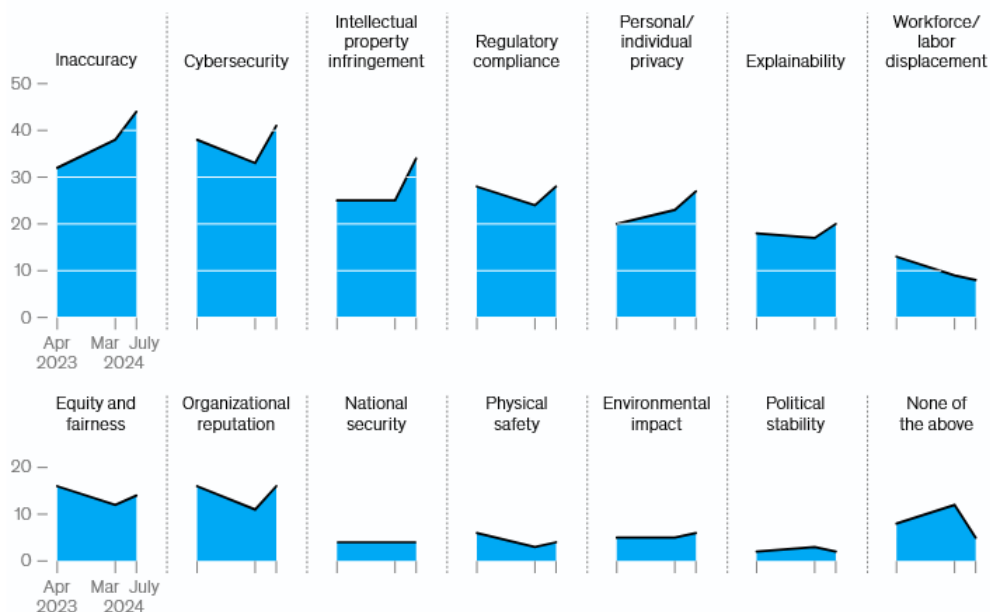 Inaccuracy
Cybersecurity
Intellectual
property
infringement
Regulatory
compliance
Personal/
individual
privacy
Explainability
Workforce/
labor
displacement
50
40
30
20
10
0
Apr
2023
Mar July
2024
Equity and
fairness
Organizational
reputation
National
security
Physical
safety
Environmental
impact
Political
stability
None of
the above
20
10
0
Apr
2023
Mar July
2024